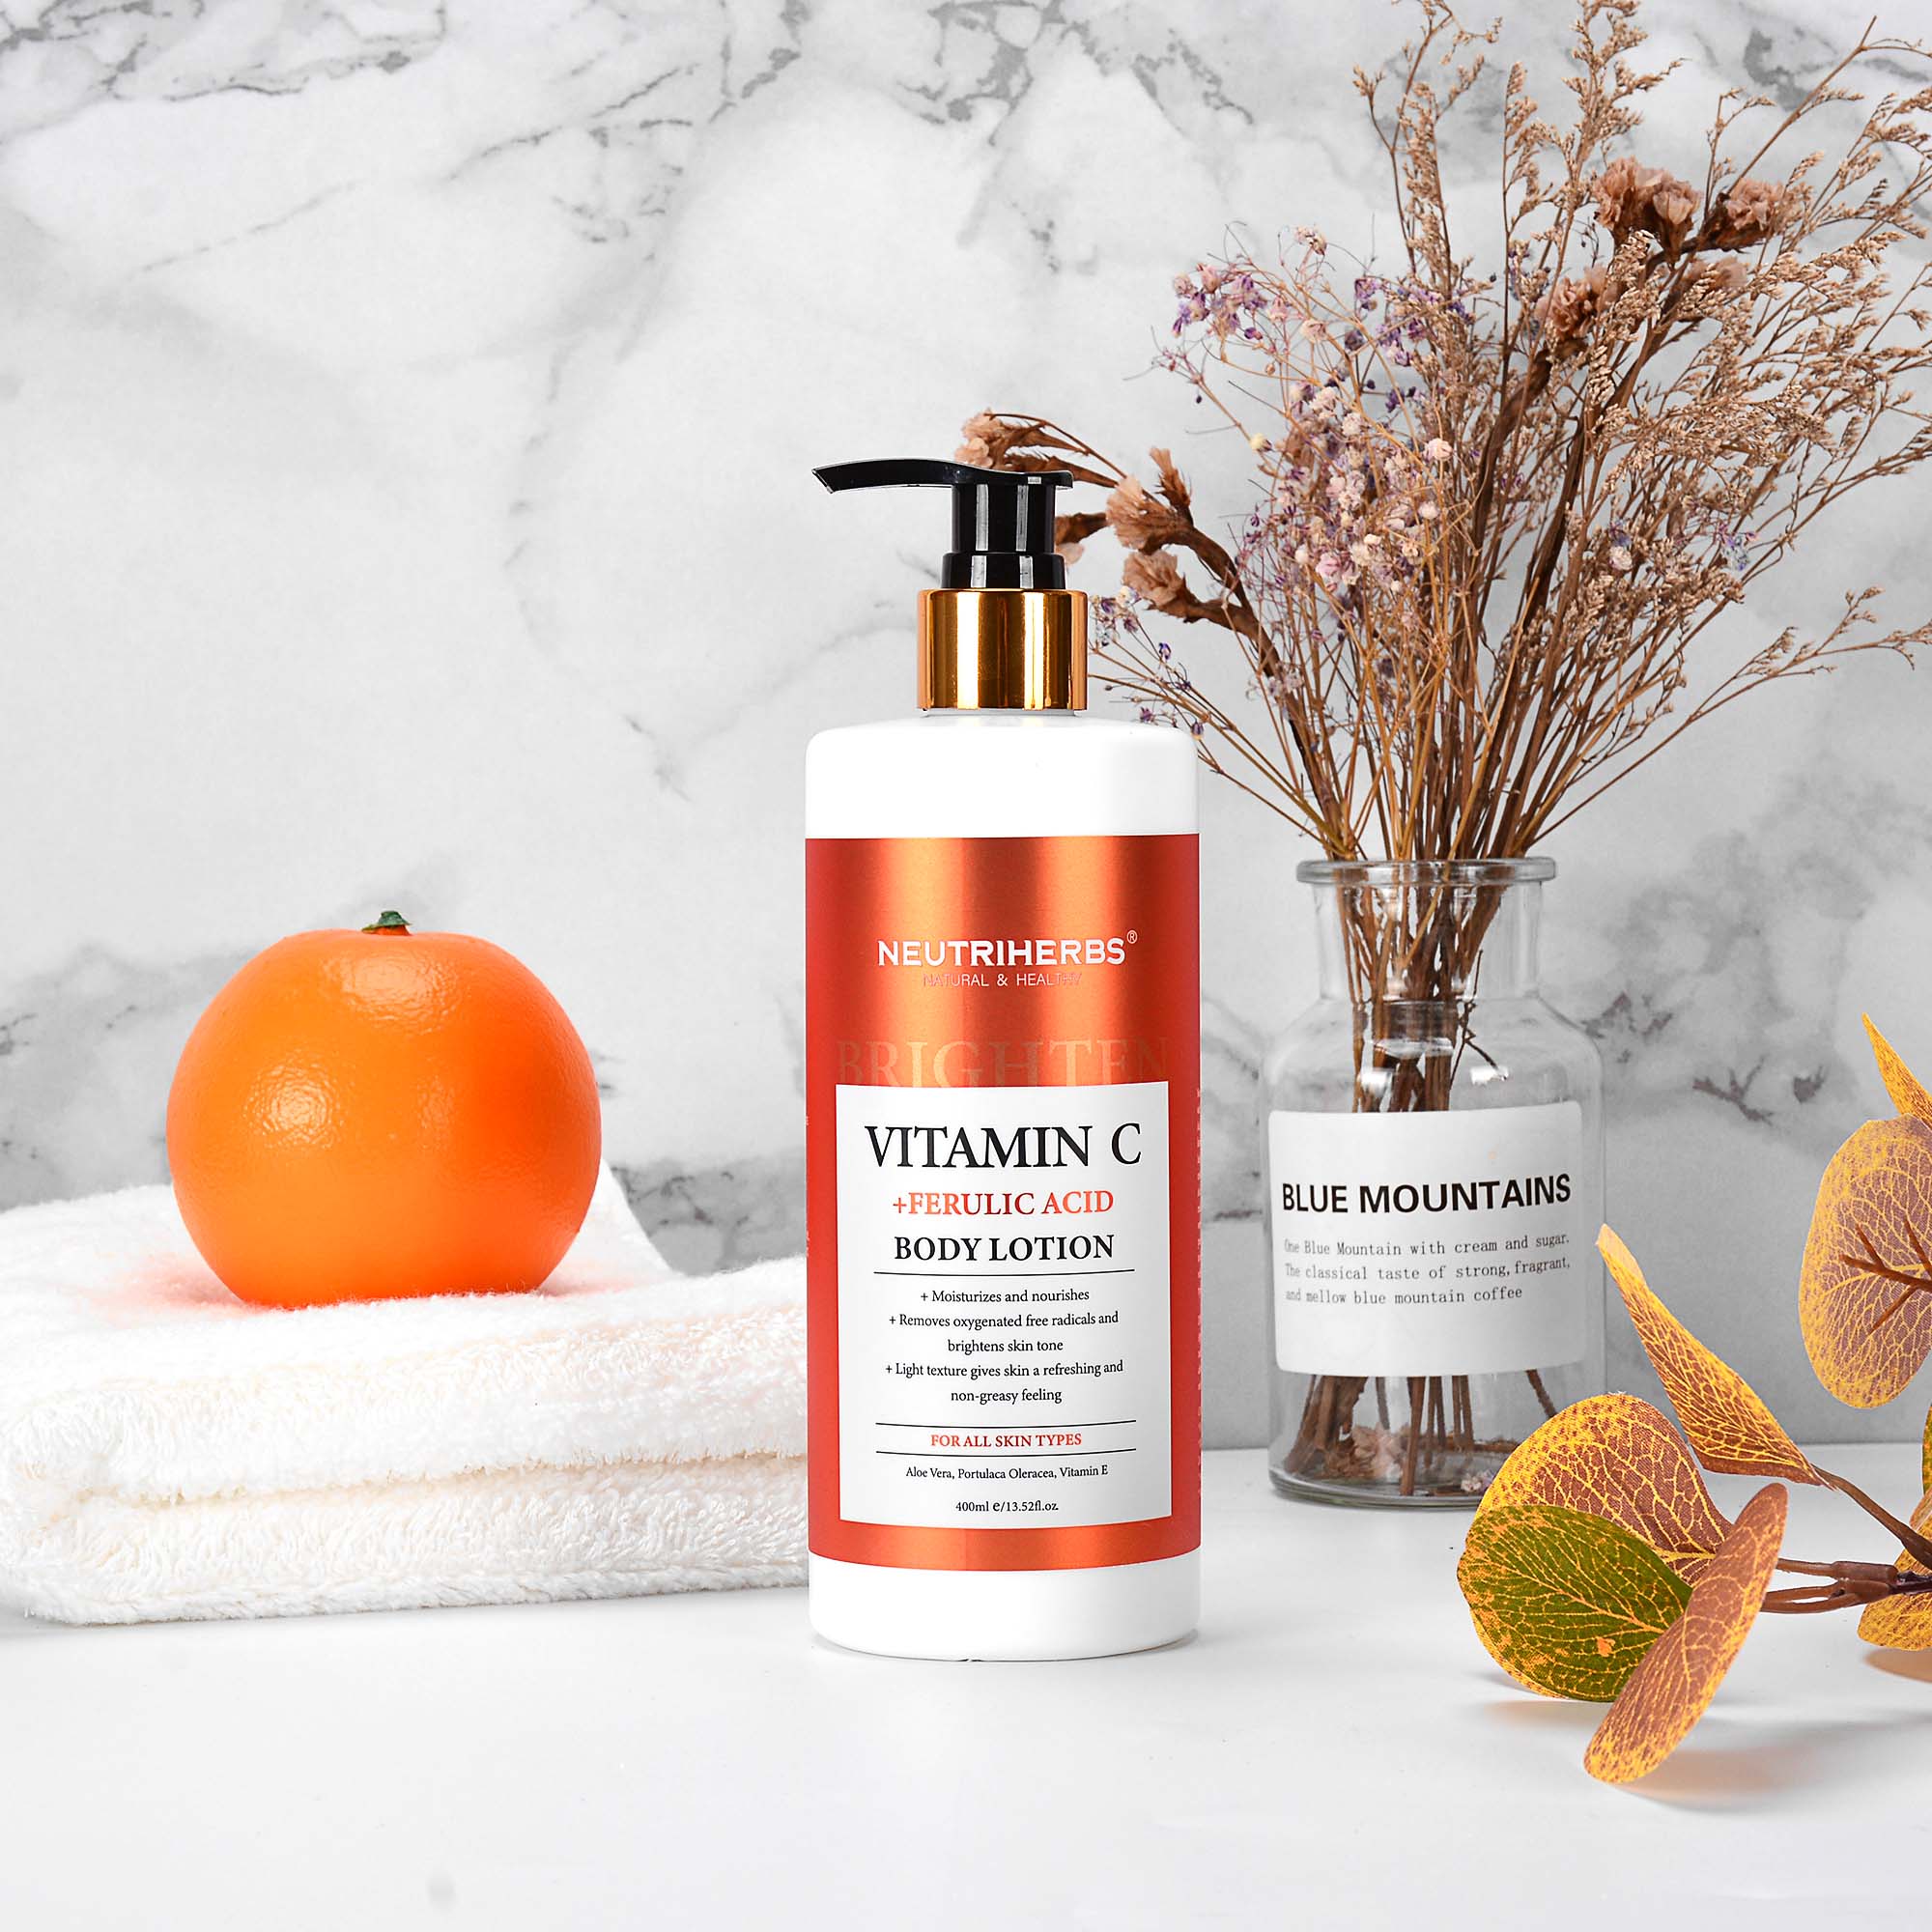 NEUTRIHERBS®
NATURAL & HEALTHY
BRIGHTEN
VITAMIN C
+FERULIC ACID
BODY LOTION
+ Moisturizes and nourishes
+ Removes oxygenated free radicals and
brightens skin tone
+ Light texture gives skin a refreshing and
non-greasy feeling
FOR ALL SKIN TYPES
Aloe Vera, Portulaca Oleracea, Vitamin E
400ml e/13.52fl.oz.
BLUE MOUNTAINS
One Blue Mountain with cream and sugar.
The classical taste of strong, fragrant,
and mellow blue mountain coffee